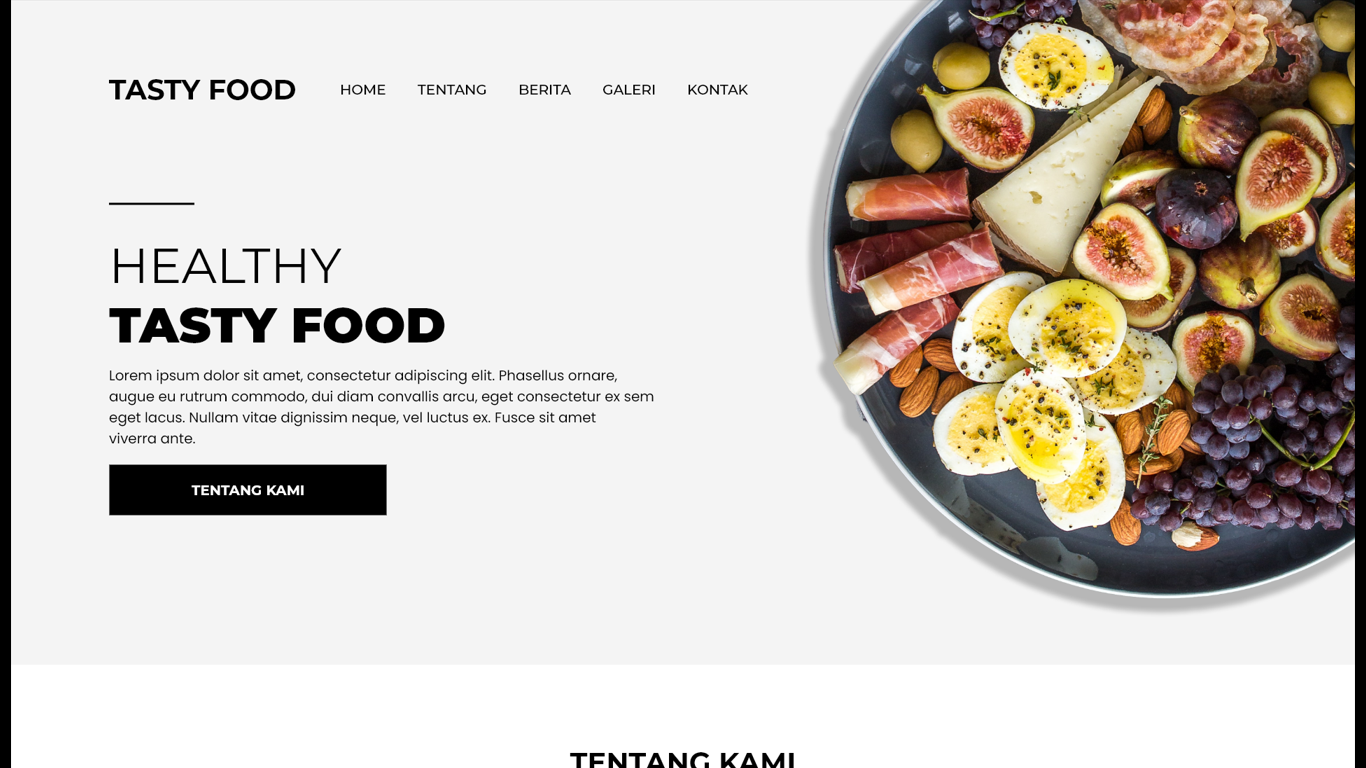 TASTY FOOD HOME TENTANG BERITA GALERI KONTAK
HEALTHY
TASTY FOOD
Lorem ipsum dolor sit amet, consectetur adipiscing elit. Phasellus ornare,
augue eu rutrum commodo, dui diam convallis arcu, eget consectetur ex sem
eget lacus. Nullam vitae dignissim neque, vel luctus ex. Fusce sit amet
viverra ante.
TENTANG KAMI
TENTANG KAMI